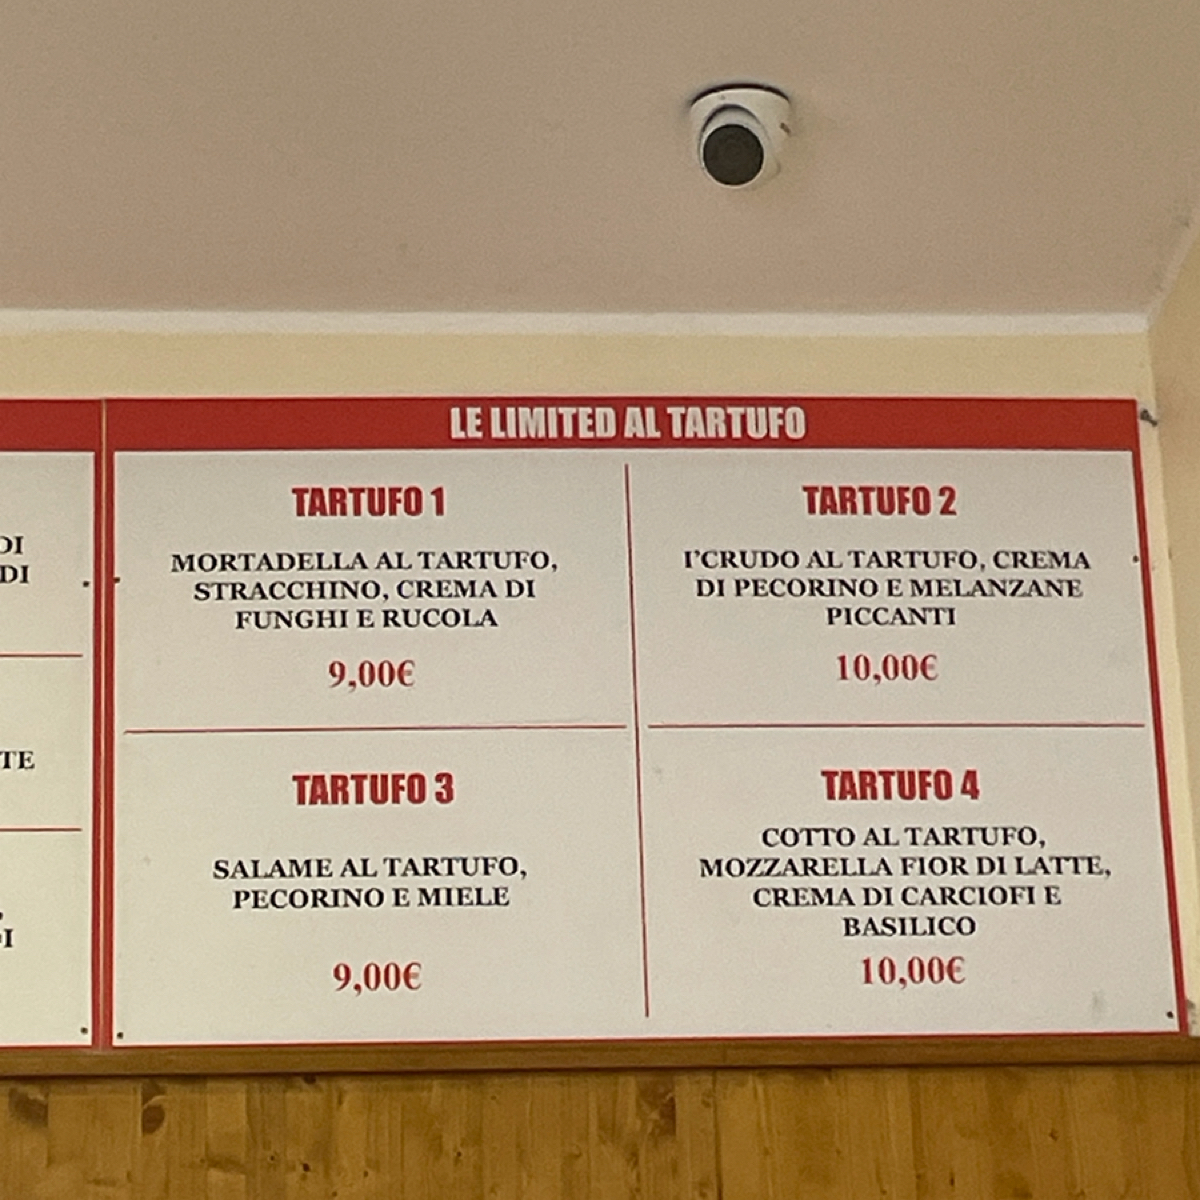 LE LIMITED AL TARTUFO
TARTUFO 1
MORTADELLA AL TARTUFO,
STRACCHINO, CREMA DI
FUNGHI E RUCOLA
9,00€
TARTUFO 2
I'CRUDO AL TARTUFO, CREMA
DI PECORINO E MELANZANE
PICCANTI
10,00€
TARTUFO 3
SALAME AL TARTUFO,
PECORINO E MIELE
9,00€
TARTUFO 4
COTTO AL TARTUFO,
MOZZARELLA FIOR DI LATTE,
CREMA DI CARCIOFI E
BASILICO
10,00€